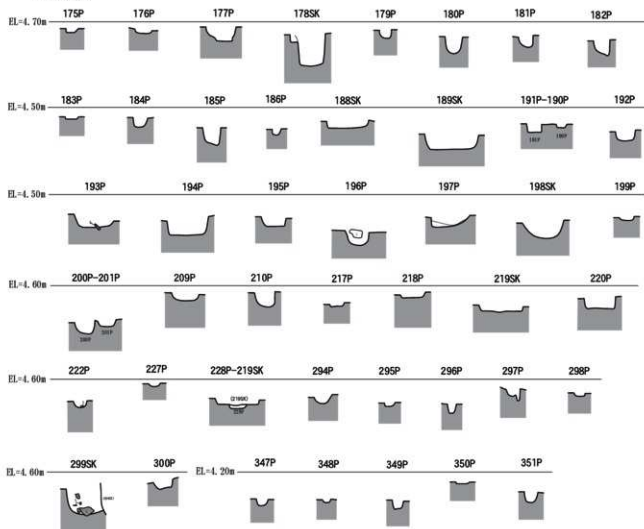 175P 176P 177P 178SK 179P 180P 181P 182P
EL=4.70m
183P 184P 185P 186P 188SK 189SK 191P-190P 192P
EL=4.50m
191P 190P
193P 194P 195P 196P 197P 198SK 199P
EL=4.50m
200P-201P 209P 210P 217P 218P 219SK 220P
EL=4.60m
200P 201P
222P 227P 228P-219SK 294P 295P 296P 297P 298P
EL=4.60m
(219SK)
228P
299SK 300P 347P 348P 349P 350P 351P
EL=4.60m EL=4.20m